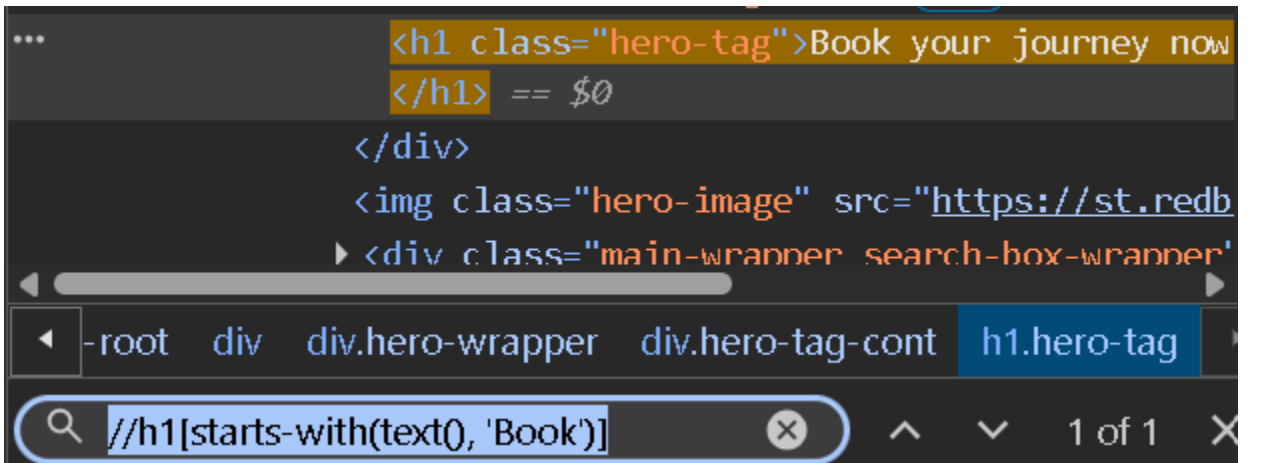 <h1 class="hero-tag">Book your journey now
</h1> == $0
</div>
<img class="hero-image" src="https://st.redb
<div class="main-wrapper search-box-wrapper"
-root div div.hero-wrapper div.hero-tag-cont h1.hero-tag
//h1[starts-with(text(), 'Book')] 1 of 1